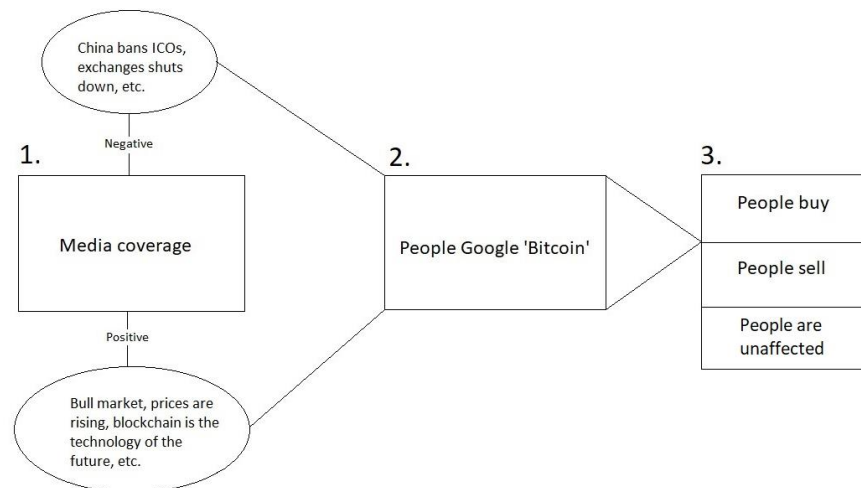 China bans ICOs,
exchanges shuts
down, etc.
Negative
1.
Media coverage
Positive
Bull market, prices are
rising, blockchain is the
technology of the
future, etc.
2.
People Google 'Bitcoin'
3.
People buy
People sell
People are
unaffected